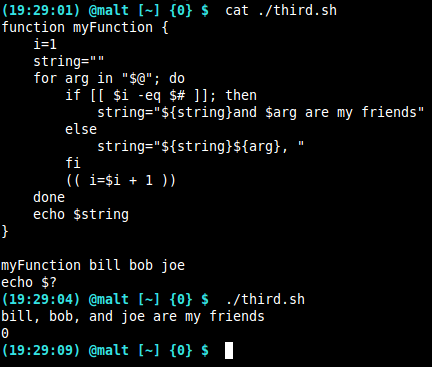 (19:29:01) @malt [~] {0} $  cat ./third.sh
function myFunction {
    i=1
    string=""
    for arg in "$@"; do
        if [[ $i -eq $# ]]; then
            string="${string}and $arg are my friends"
        else
            string="${string}${arg}, "
        fi
        (( i=$i + 1 ))
    done
    echo $string
}

myFunction bill bob joe
echo $?
(19:29:04) @malt [~] {0} $  ./third.sh
bill, bob, and joe are my friends
0
(19:29:09) @malt [~] {0} $